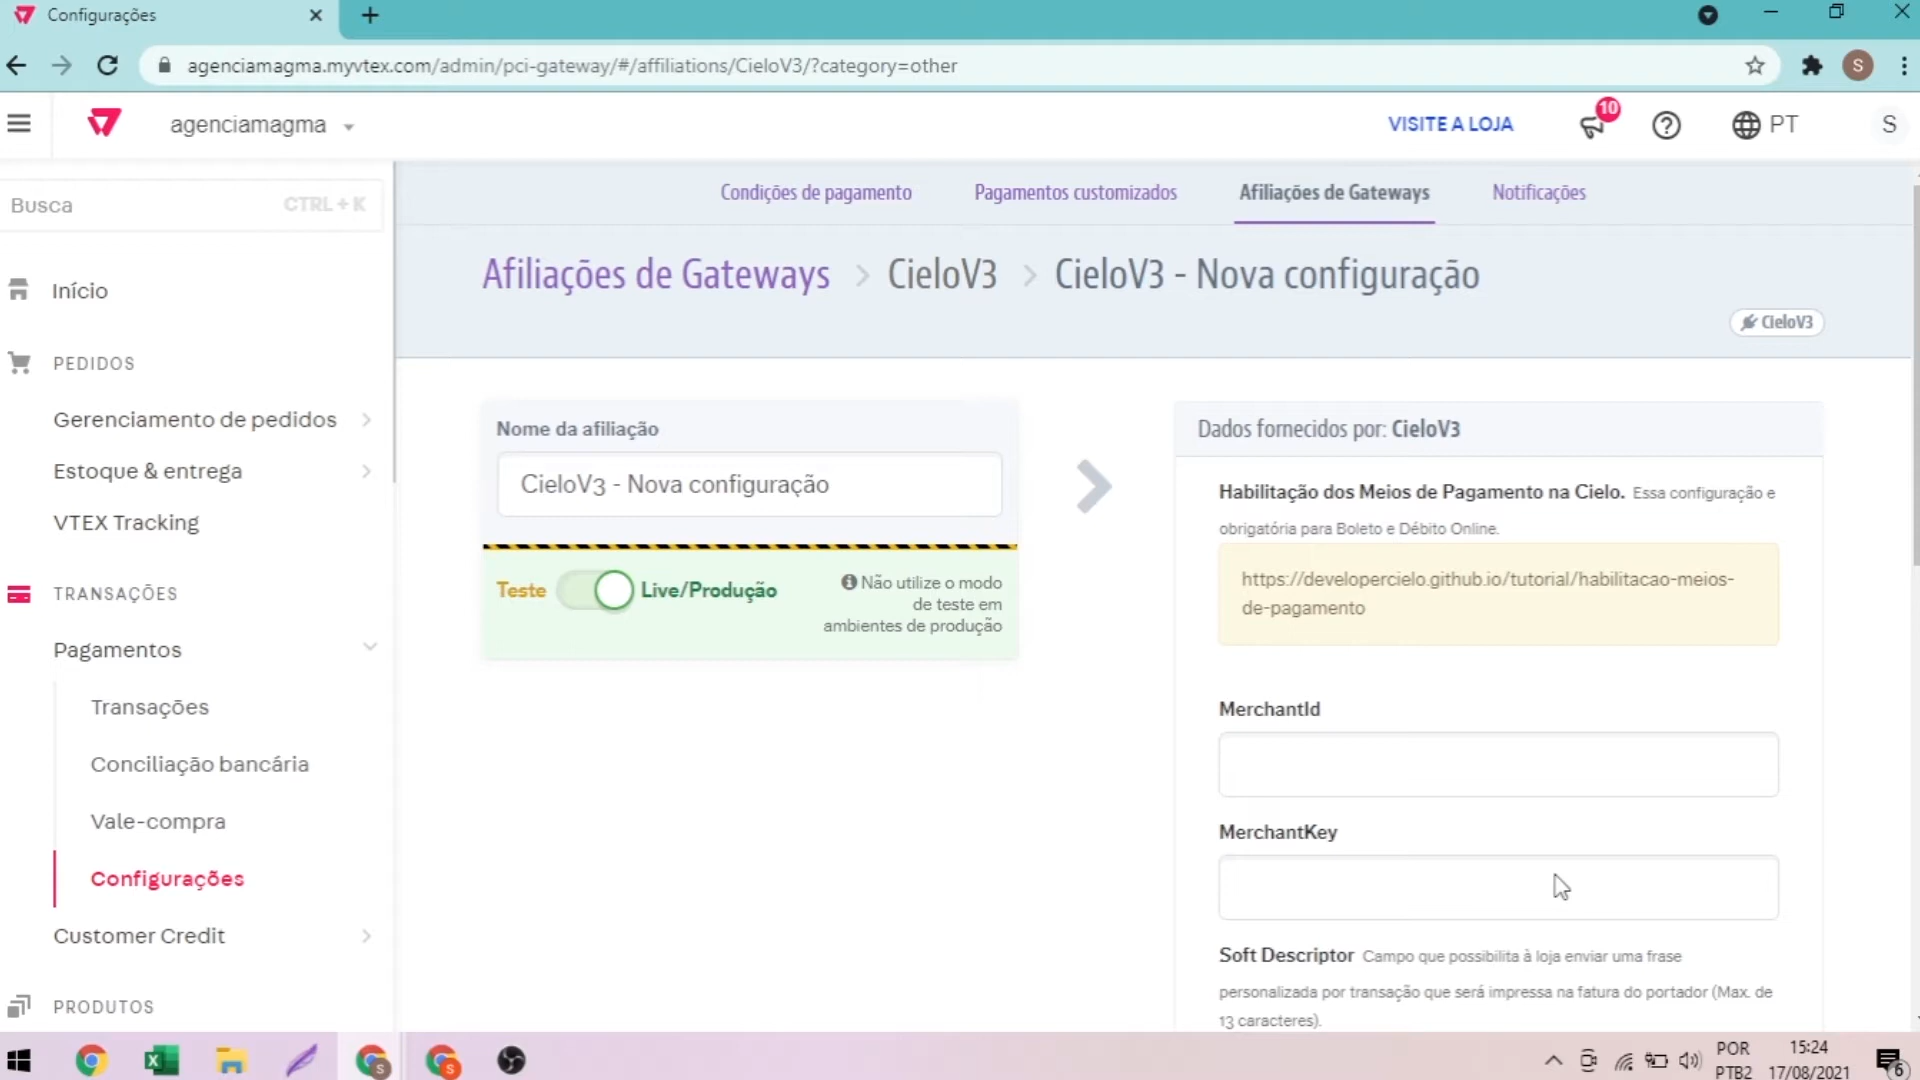 Configurações
agenciamagma.myvtex.com/admin/pci-gateway/#/affiliations/CieloV3/?category=other
S
agenciamagma
VISITE A LOJA
10
PT
S
Busca
CTRL + K
Condições de pagamento
Pagamentos customizados
Afiliações de Gateways
Notificações
Afiliações de Gateways > CieloV3 > CieloV3 - Nova configuração
CieloV3
Início
PEDIDOS
Gerenciamento de pedidos
Estoque & entrega
VTEX Tracking
TRANSAÇÕES
Pagamentos
Transações
Conciliação bancária
Vale-compra
Configurações
Customer Credit
PRODUTOS
Nome da afiliação
CieloV3 - Nova configuração
Teste
Live/Produção
Não utilize o modo
de teste em
ambientes de produção
Dados fornecidos por: CieloV3
Habilitação dos Meios de Pagamento na Cielo. Essa configuração e
obrigatória para Boleto e Débito Online.
https://developercielo.github.io/tutorial/habilitacao-meios-
de-pagamento
MerchantId
MerchantKey
Soft Descriptor Campo que possibilita à loja enviar uma frase
personalizada por transação que será impressa na fatura do portador (Max. de
13 caracteres).
S
S
POR
PTB2
15:24
17/08/2021
6